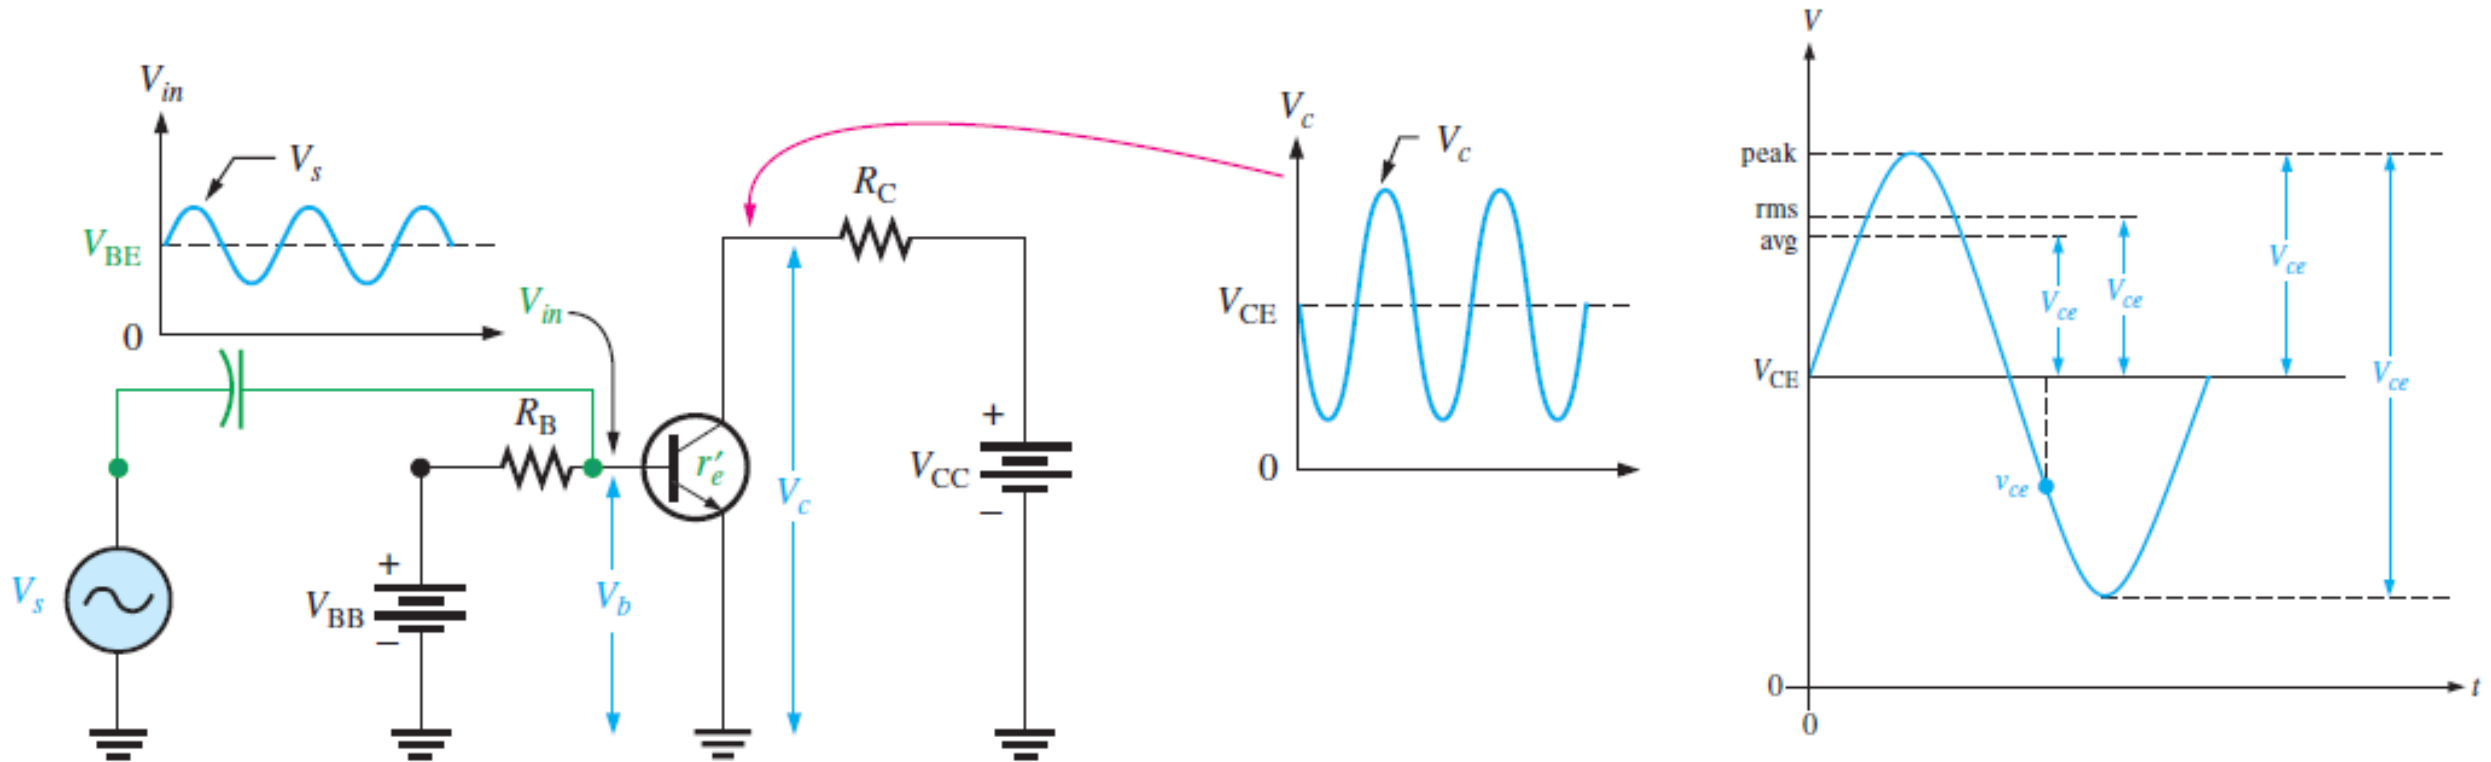 V_in
V_s
V_BE
0
V_in
R_B
R_C
r'_e
V_s
+
V_BB
−
V_b
V_c
+
V_CC
−
V_c
V_c
V_CE
0
V
peak
rms
avg
V_CE
V_ce
V_ce
V_ce
V_ce
v_ce
0
t
0